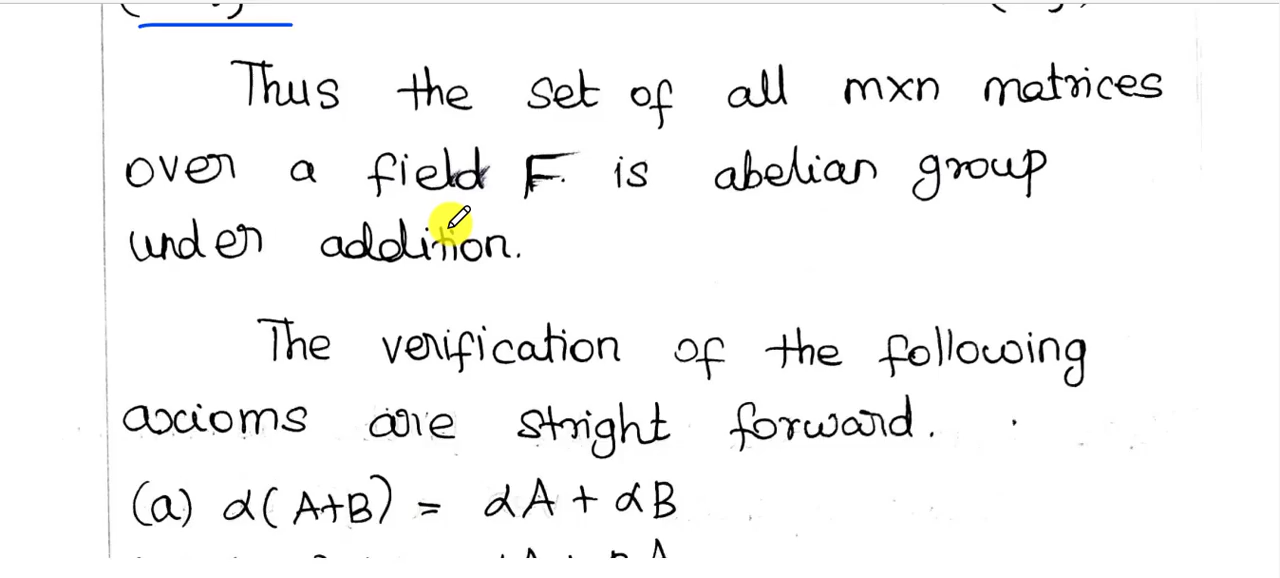 Thus the set of all mxn matrices
over a field F is abelian group
under addition.
The verification of the following
axioms are stright forward.
(a) α(A+B) = αA + αB